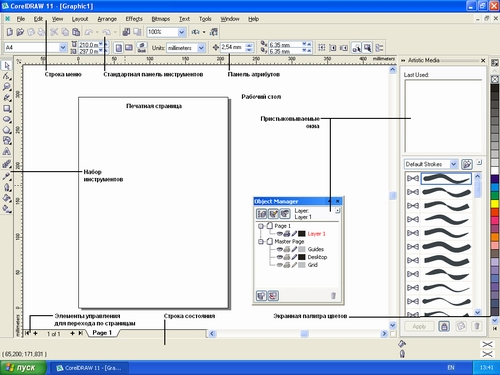 CorelDRAW 11 - [Graphic1]
File Edit View Layout Arrange Effects Bitmaps Text Tools Window Help
100%
A4
210.0 m
297.0 m
Units: millimeters
2,54 mm
6.35 mm
6.35 mm
millimeters
Artistic Media
Строка меню
Стандартная панель инструментов
Панель атрибутов
Last Used:
Рабочий стол
Печатная страница
Пристыковываемые
окна
Default Strokes
Набор
инструментов
Object Manager
Layer:
Layer 1
Page 1
Layer 1
Master Page
Guides
Desktop
Grid
Элементы управления
для перехода по страницам
Строка состояния
Экранная палитра цветов
Apply
millimeters
1 of 1
Page 1
( 65,200; 171,831 )
пуск
CorelDRAW 11 - [Gra...
EN
13:41